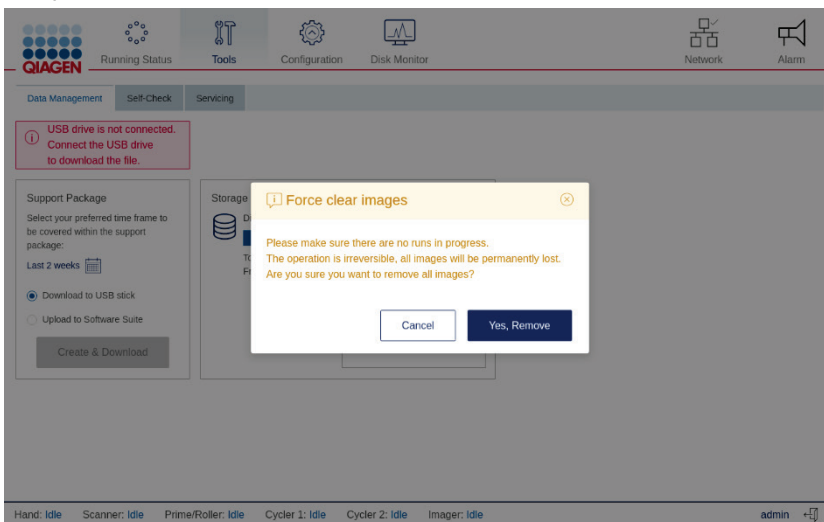 QIAGEN
Running Status
Tools
Configuration
Disk Monitor
Network
Alarm
Data Management
Self-Check
Servicing
USB drive is not connected.
Connect the USB drive
to download the file.
Support Package
Select your preferred time frame to
be covered within the support
package:
Last 2 weeks
Download to USB stick
Upload to Software Suite
Create & Download
Storage
Force clear images
Please make sure there are no runs in progress.
The operation is irreversible, all images will be permanently lost.
Are you sure you want to remove all images?
Cancel
Yes, Remove
Hand: Idle
Scanner: Idle
Prime/Roller: Idle
Cycler 1: Idle
Cycler 2: Idle
Imager: Idle
admin